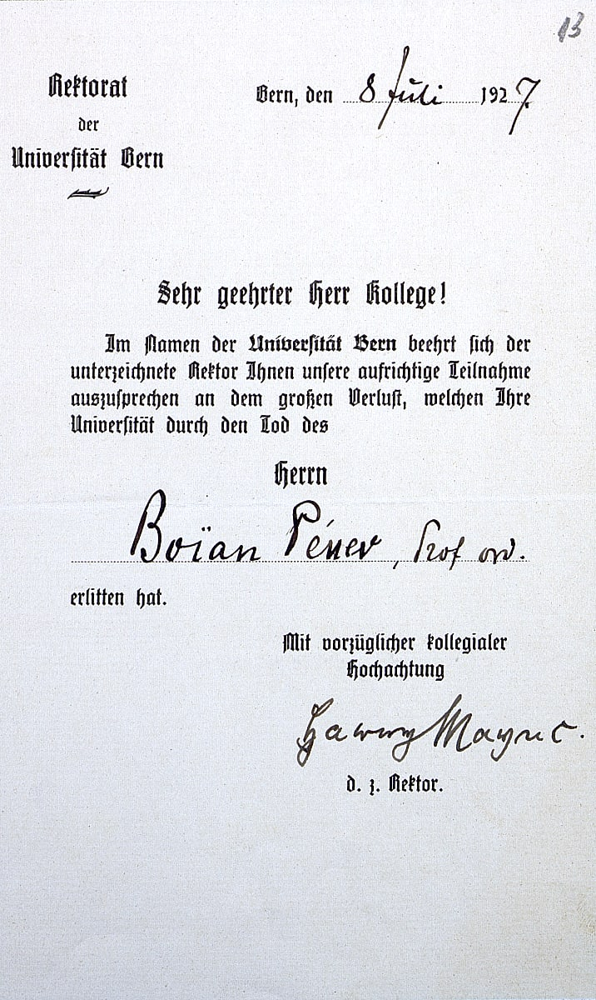 13
Rektorat
der
Universität Bern
Bern, den 8 Juli 1927.
Sehr geehrter Herr Kollege!
Im Namen der Universität Bern beehrt sich der
unterzeichnete Rektor Ihnen unsere aufrichtige Teilnahme
auszusprechen an dem großen Verlust, welchen Ihre
Universität durch den Tod des
Herrn
Boïan Péner, Prof ord.
erlitten hat.
Mit vorzüglicher kollegialer
Hochachtung
Harry Maync.
d. z. Rektor.